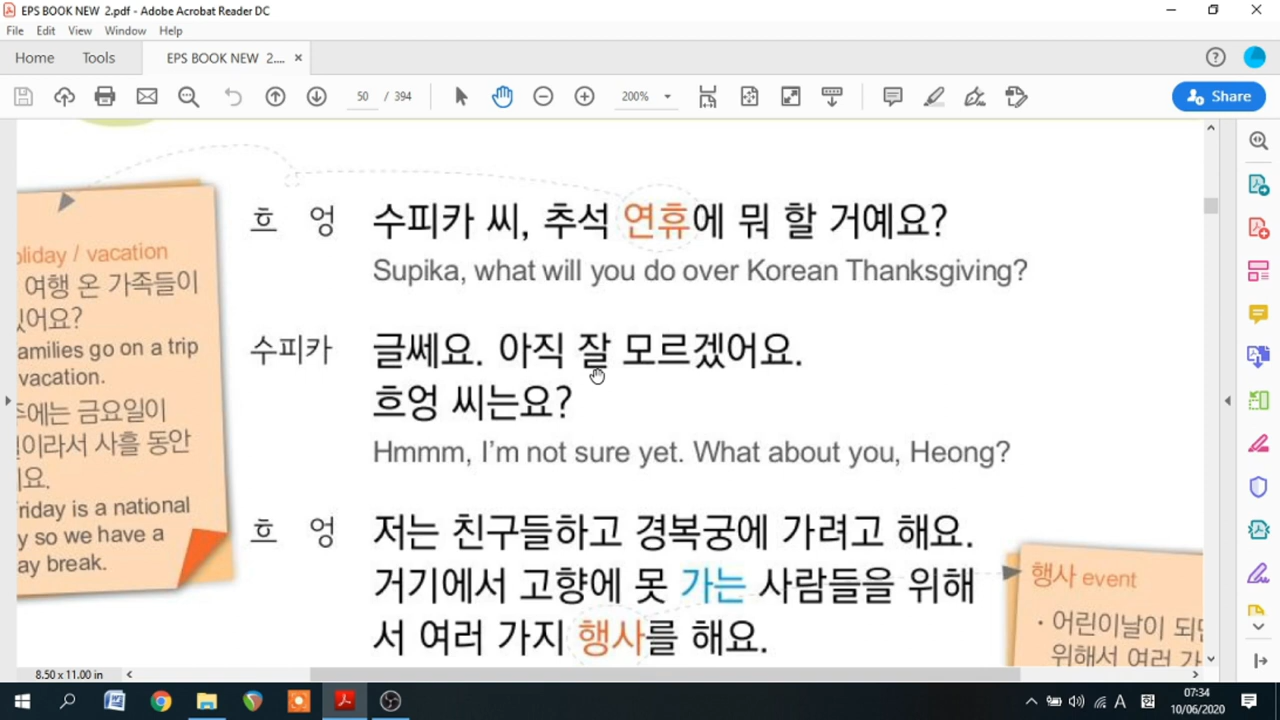 EPS BOOK NEW 2.pdf - Adobe Acrobat Reader DC
File Edit View Window Help
Home Tools EPS BOOK NEW 2.... ×
50 / 394 200% Share
흐 엉 수피카 씨, 추석 연휴에 뭐 할 거예요?
Supika, what will you do over Korean Thanksgiving?
수피카 글쎄요. 아직 잘 모르겠어요.
흐엉 씨는요?
Hmmm, I'm not sure yet. What about you, Heong?
흐 엉 저는 친구들하고 경복궁에 가려고 해요.
거기에서 고향에 못 가는 사람들을 위해
서 여러 가지 행사를 해요.
/ vacation
여행 온 가족들이
어요?
families go on a trip
vacation.
에는 금요일이
이라서 사흘 동안
요.
Friday is a national
so we have a
break.
행사 event
· 어린이날이
위해서 여러
8.50 x 11.00 in
A 한 07:34
10/06/2020